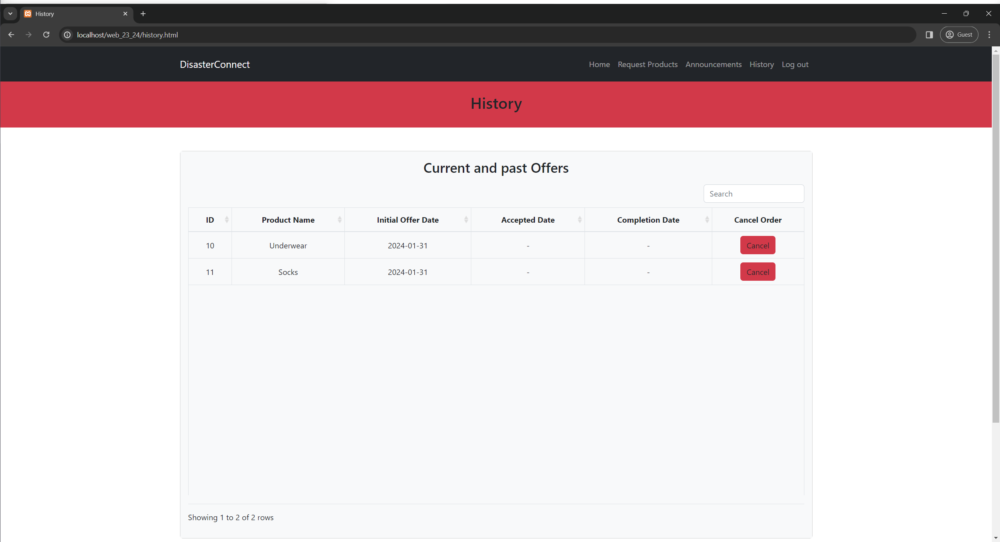 History
localhost/web_23_24/history.html
Guest
DisasterConnect
Home Request Products Announcements History Log out
History
Current and past Offers
Search
ID Product Name Initial Offer Date Accepted Date Completion Date Cancel Order
10 Underwear 2024-01-31 - - Cancel
11 Socks 2024-01-31 - - Cancel
Showing 1 to 2 of 2 rows